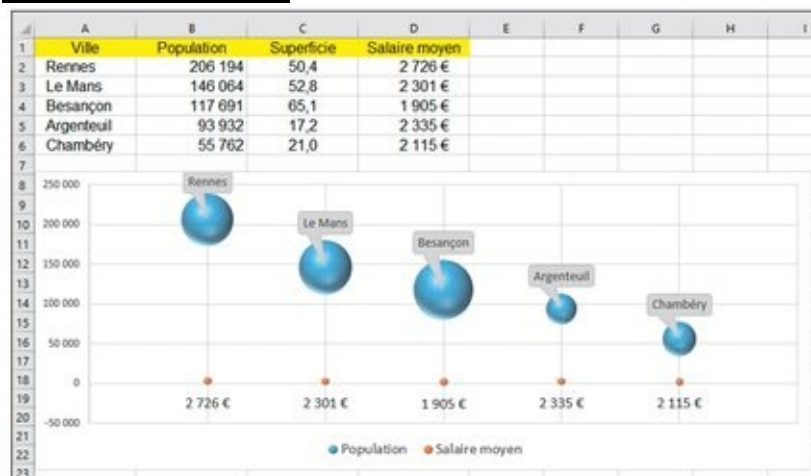 A B C D E F G H I
1 Ville Population Superficie Salaire moyen
2 Rennes 206 194 50,4 2 726 €
3 Le Mans 146 064 52,8 2 301 €
4 Besançon 117 691 65,1 1 905 €
5 Argenteuil 93 932 17,2 2 335 €
6 Chambéry 55 762 21,0 2 115 €
7
8 250 000 Rennes
9
10 200 000 Le Mans
11 Besançon
12 150 000
13 Argenteuil
14 100 000 Chambéry
15
16 50 000
17
18 0
19 2 726 € 2 301 € 1 905 € 2 335 € 2 115 €
20 -50 000
21
22 Population Salaire moyen
23